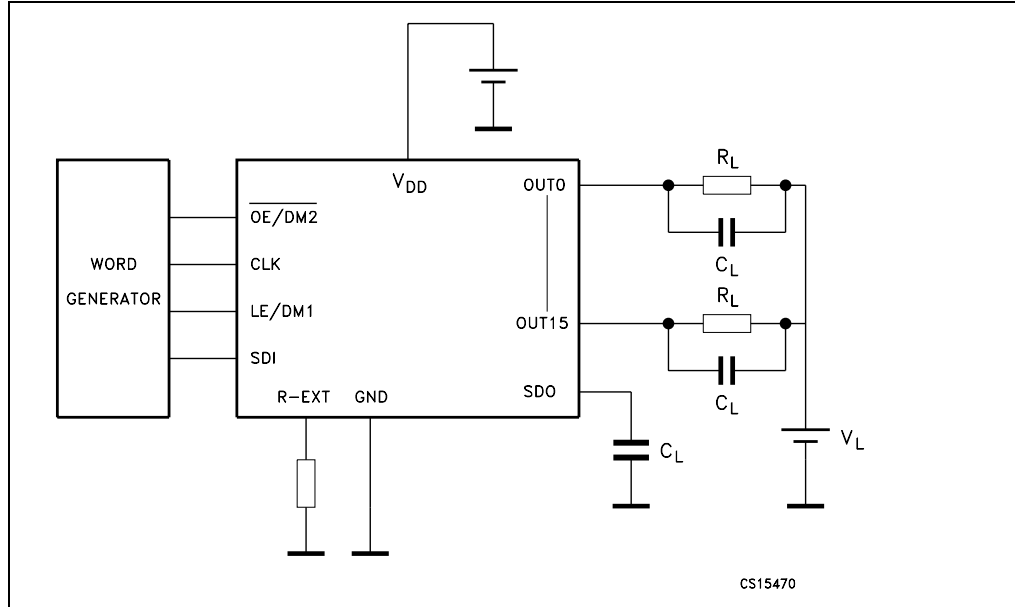 V_DD
OUT0
R_L
OE/DM2
WORD
GENERATOR
CLK
C_L
R_L
LE/DM1
OUT15
SDI
C_L
SDO
R-EXT
GND
C_L
V_L
CS15470